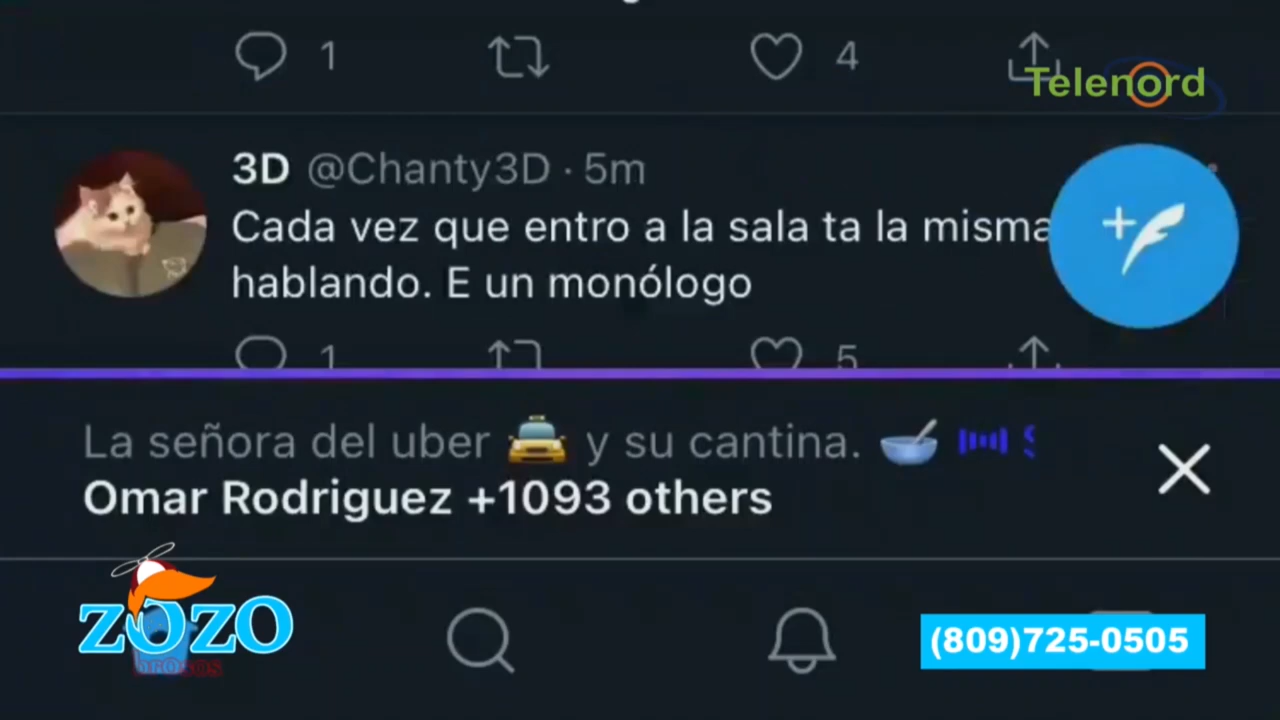 1 4
Telenord
3D @Chanty3D · 5m
Cada vez que entro a la sala ta la misma
hablando. E un monólogo
1 5
La señora del uber 🚕 y su cantina. 🥣
Omar Rodriguez +1093 others
ZOZO
BROTOS
(809)725-0505